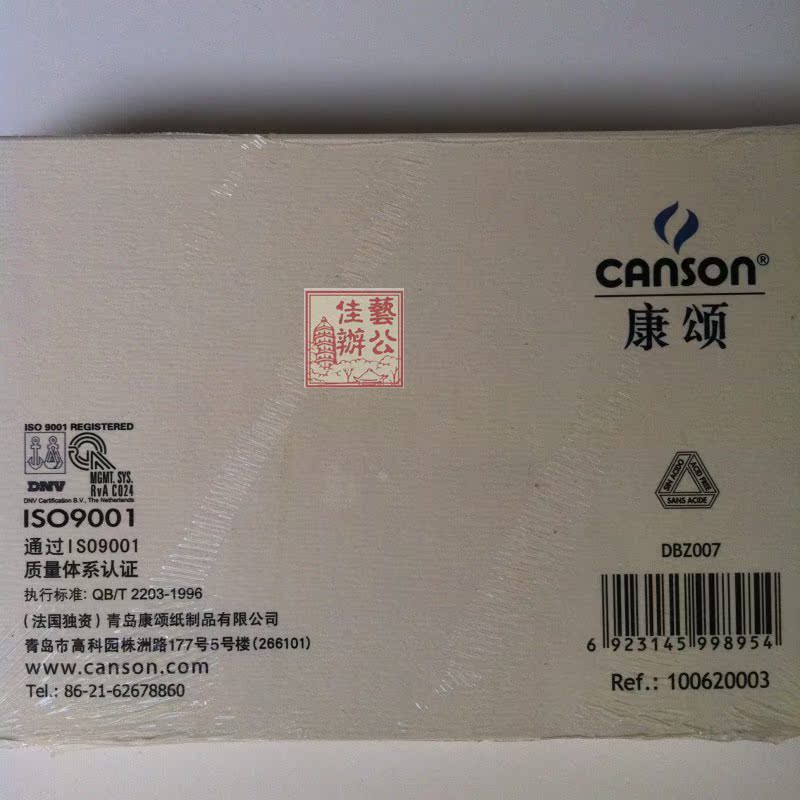 CANSON®
康颂
佳藝
辦公
ISO 9001 REGISTERED
DNV
MGMT. SYS.
RvA C024
DNV Certification B.V., The Netherlands
ISO9001
通过ISO9001
质量体系认证
执行标准: QB/T 2203-1996
(法国独资) 青岛康颂纸制品有限公司
青岛市高科园株洲路177号5号楼(266101)
www.canson.com
Tel.: 86-21-62678860
SIN ACIDO
ACID FREE
SANS ACIDE
DBZ007
6 923145 998954
Ref.: 100620003